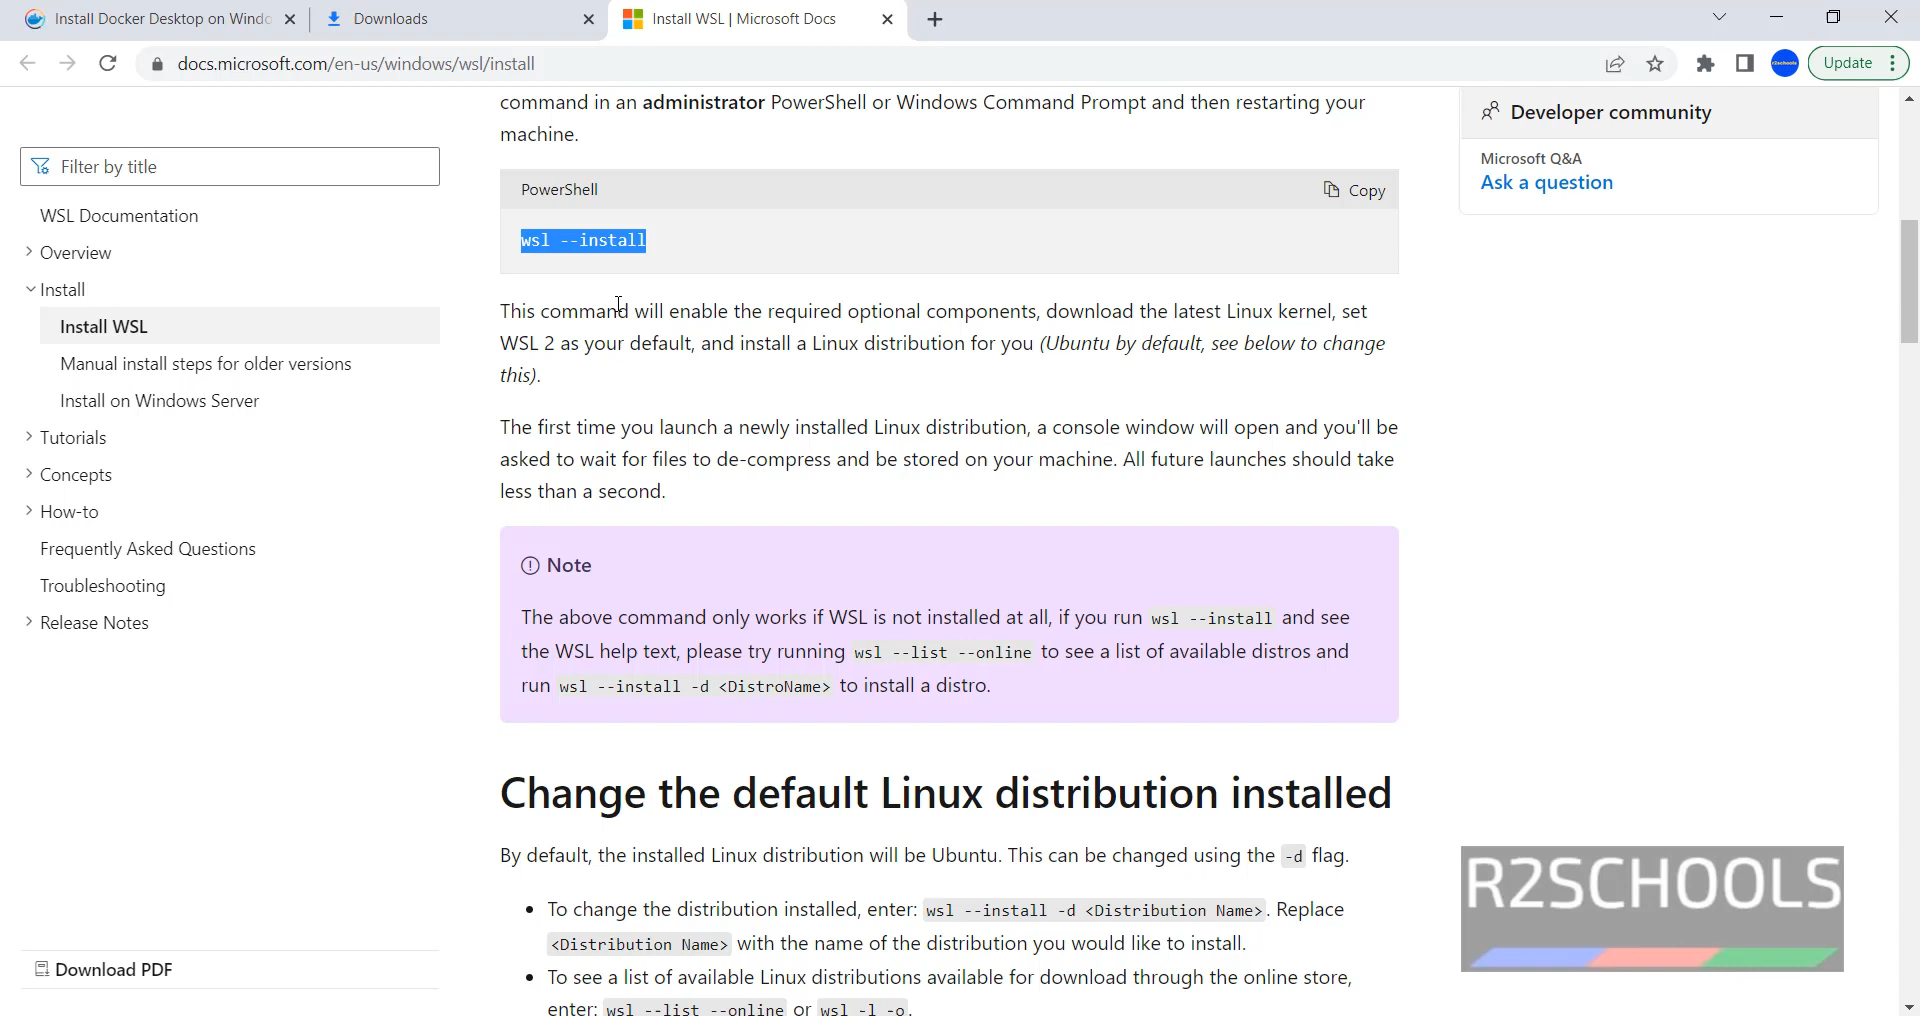 Install Docker Desktop on Windo
Downloads
Install WSL | Microsoft Docs
docs.microsoft.com/en-us/windows/wsl/install
Update
Filter by title
WSL Documentation
Overview
Install
Install WSL
Manual install steps for older versions
Install on Windows Server
Tutorials
Concepts
How-to
Frequently Asked Questions
Troubleshooting
Release Notes
Download PDF
command in an administrator PowerShell or Windows Command Prompt and then restarting your
machine.
PowerShell
Copy
wsl --install
This command will enable the required optional components, download the latest Linux kernel, set
WSL 2 as your default, and install a Linux distribution for you (Ubuntu by default, see below to change
this).
The first time you launch a newly installed Linux distribution, a console window will open and you'll be
asked to wait for files to de-compress and be stored on your machine. All future launches should take
less than a second.
Note
The above command only works if WSL is not installed at all, if you run wsl --install and see
the WSL help text, please try running wsl --list --online to see a list of available distros and
run wsl --install -d <DistroName> to install a distro.
Change the default Linux distribution installed
By default, the installed Linux distribution will be Ubuntu. This can be changed using the -d flag.
• To change the distribution installed, enter: wsl --install -d <Distribution Name>. Replace
<Distribution Name> with the name of the distribution you would like to install.
• To see a list of available Linux distributions available for download through the online store,
enter: wsl --list --online or wsl -l -o.
Developer community
Microsoft Q&A
Ask a question
R2SCHOOLS